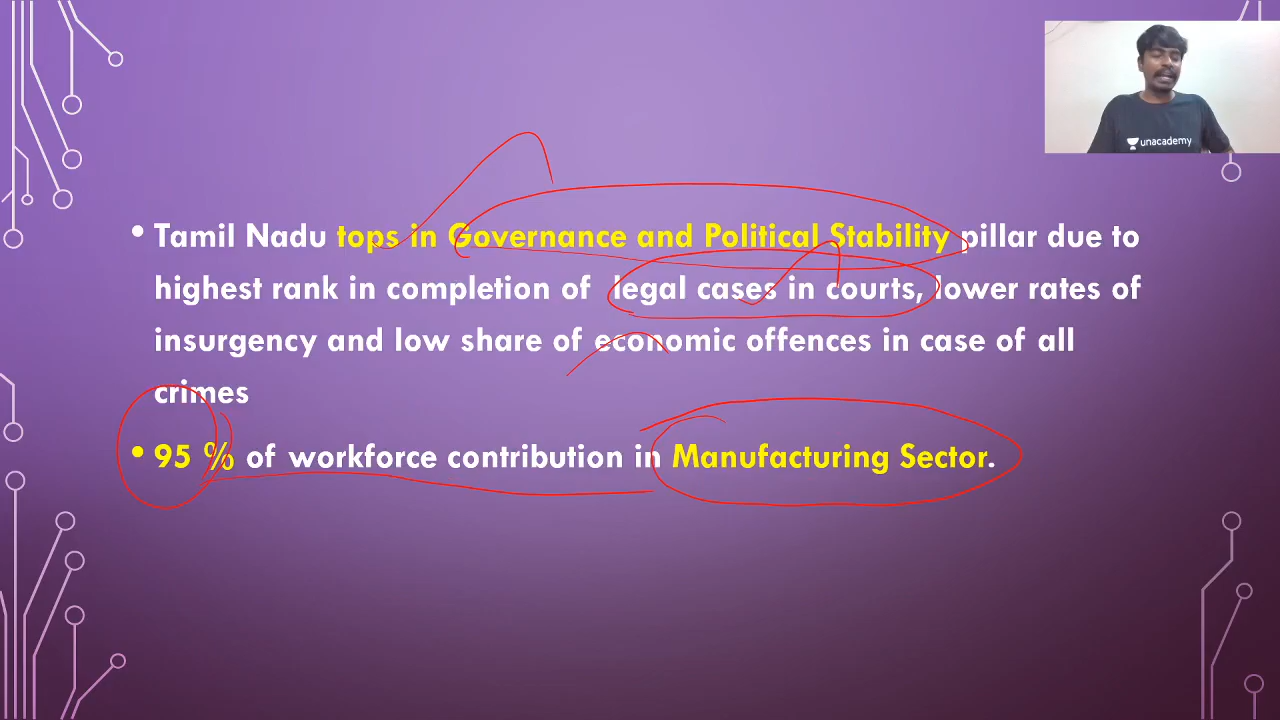 unacademy
• Tamil Nadu tops in Governance and Political Stability pillar due to
highest rank in completion of legal cases in courts, lower rates of
insurgency and low share of economic offences in case of all
crimes
• 95 % of workforce contribution in Manufacturing Sector.